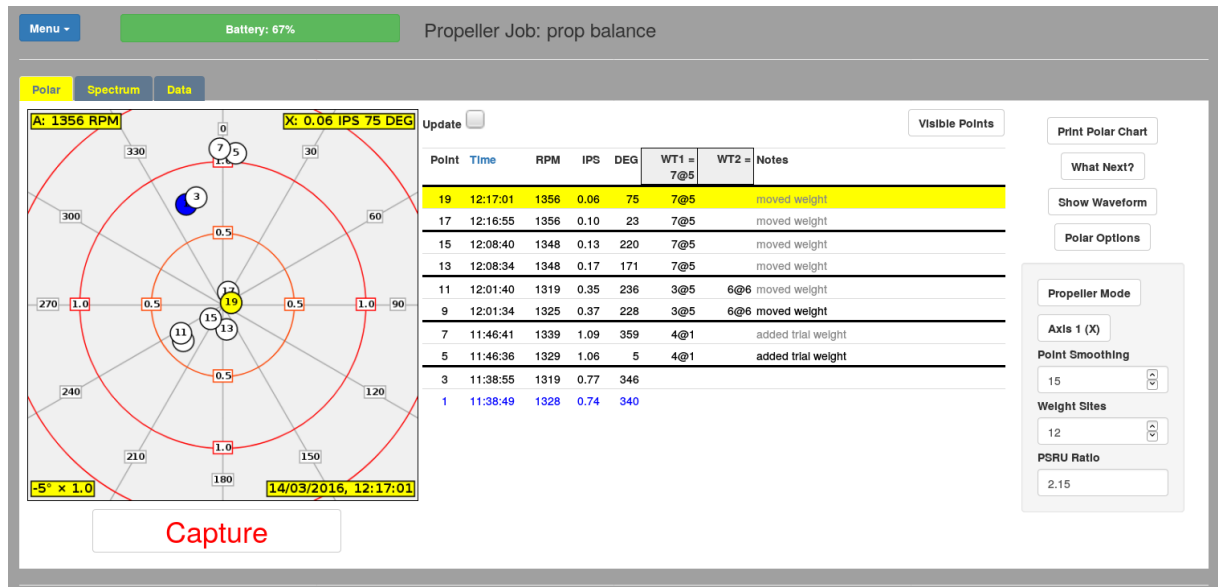 Menu
Battery: 67%
Propeller Job: prop balance
Polar
Spectrum
Data
A: 1356 RPM
X: 0.06 IPS 75 DEG
0
30
60
90
120
150
180
210
240
270
300
330
1.0
0.5
0.5
1.0
1.0
0.5
0.5
1.0
7
5
3
17
19
15
13
11
-5° × 1.0
14/03/2016, 12:17:01
Capture
Update
Visible Points
Point Time RPM IPS DEG WT1 = 7@5 WT2 = Notes
19 12:17:01 1356 0.06 75 7@5 moved weight
17 12:16:55 1356 0.10 23 7@5 moved weight
15 12:08:40 1348 0.13 220 7@5 moved weight
13 12:08:34 1348 0.17 171 7@5 moved weight
11 12:01:40 1319 0.35 236 3@5 6@6 moved weight
9 12:01:34 1325 0.37 228 3@5 6@6 moved weight
7 11:46:41 1339 1.09 359 4@1 added trial weight
5 11:46:36 1329 1.06 5 4@1 added trial weight
3 11:38:55 1319 0.77 346
1 11:38:49 1328 0.74 340
Print Polar Chart
What Next?
Show Waveform
Polar Options
Propeller Mode
Axis 1 (X)
Point Smoothing
15
Weight Sites
12
PSRU Ratio
2.15